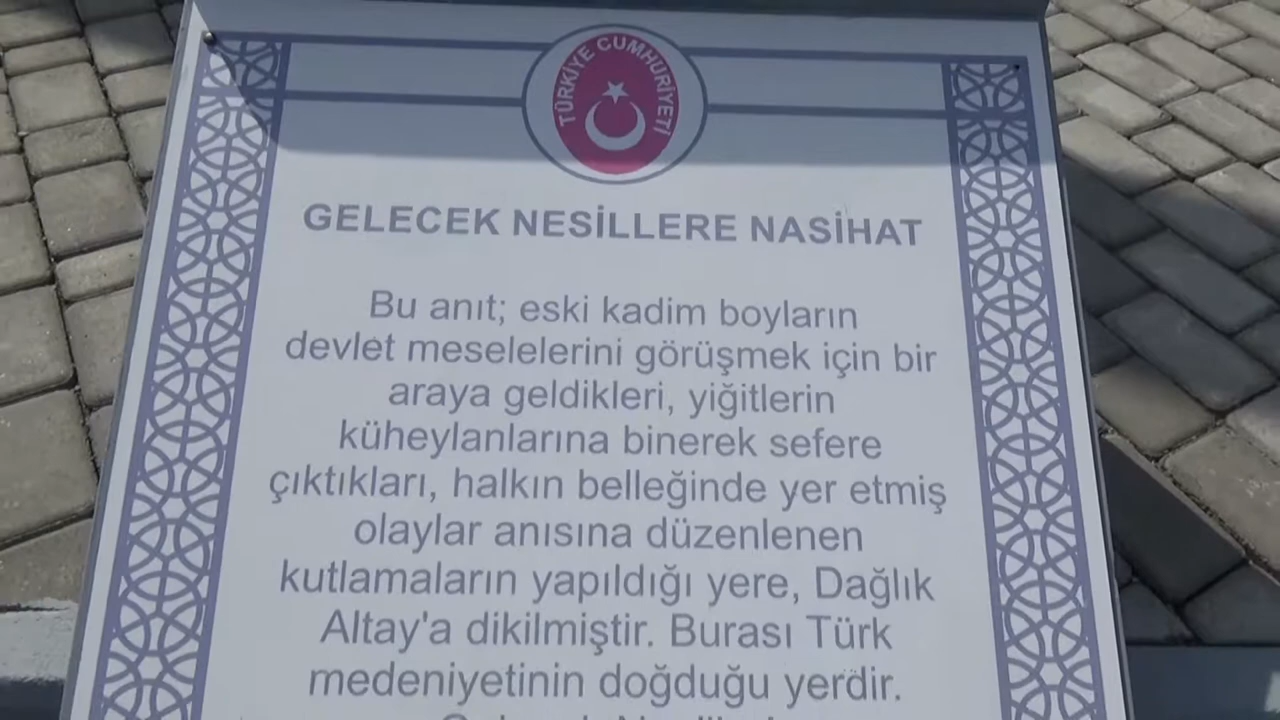 TÜRKİYE CUMHURİYETİ
GELECEK NESİLLERE NASİHAT
Bu anıt; eski kadim boyların
devlet meselelerini görüşmek için bir
araya geldikleri, yiğitlerin
küheylanlarına binerek sefere
çıktıkları, halkın belleğinde yer etmiş
olaylar anısına düzenlenen
kutlamaların yapıldığı yere, Dağlık
Altay'a dikilmiştir. Burası Türk
medeniyetinin doğduğu yerdir.